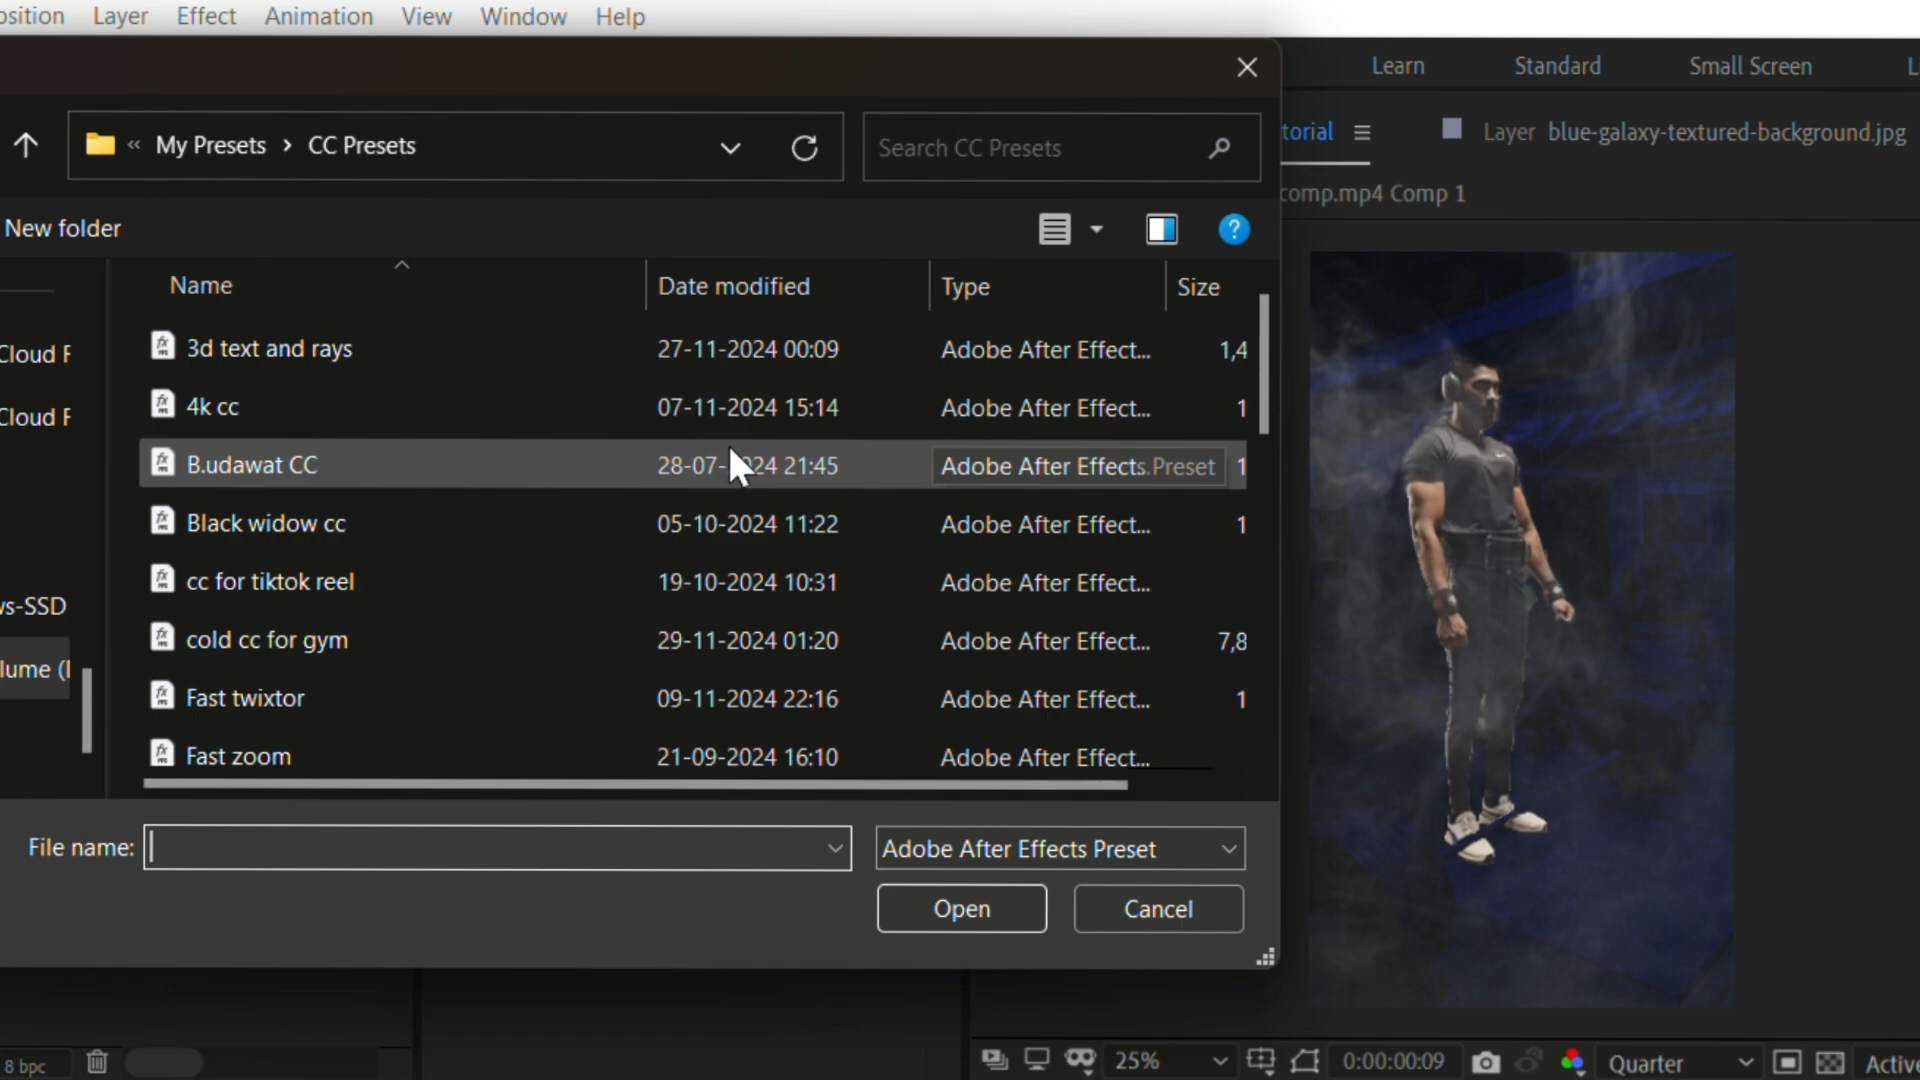 osition Layer Effect Animation View Window Help
Learn Standard Small Screen L
« My Presets › CC Presets
Search CC Presets
torial Layer blue-galaxy-textured-background.jpg
comp.mp4 Comp 1
New folder
?
Name Date modified Type Size
3d text and rays 27-11-2024 00:09 Adobe After Effect... 1,4
Cloud F
4k cc 07-11-2024 15:14 Adobe After Effect... 1
Cloud F
B.udawat CC 28-07- 24 21:45 Adobe After Effects.Preset 1
Black widow cc 05-10-2024 11:22 Adobe After Effect... 1
cc for tiktok reel 19-10-2024 10:31 Adobe After Effect...
ws-SSD
cold cc for gym 29-11-2024 01:20 Adobe After Effect... 7,8
lume (
Fast twixtor 09-11-2024 22:16 Adobe After Effect... 1
Fast zoom 21-09-2024 16:10 Adobe After Effect...
File name: Adobe After Effects Preset
Open Cancel
8 bpc 25% 0:00:00:09 Quarter Active